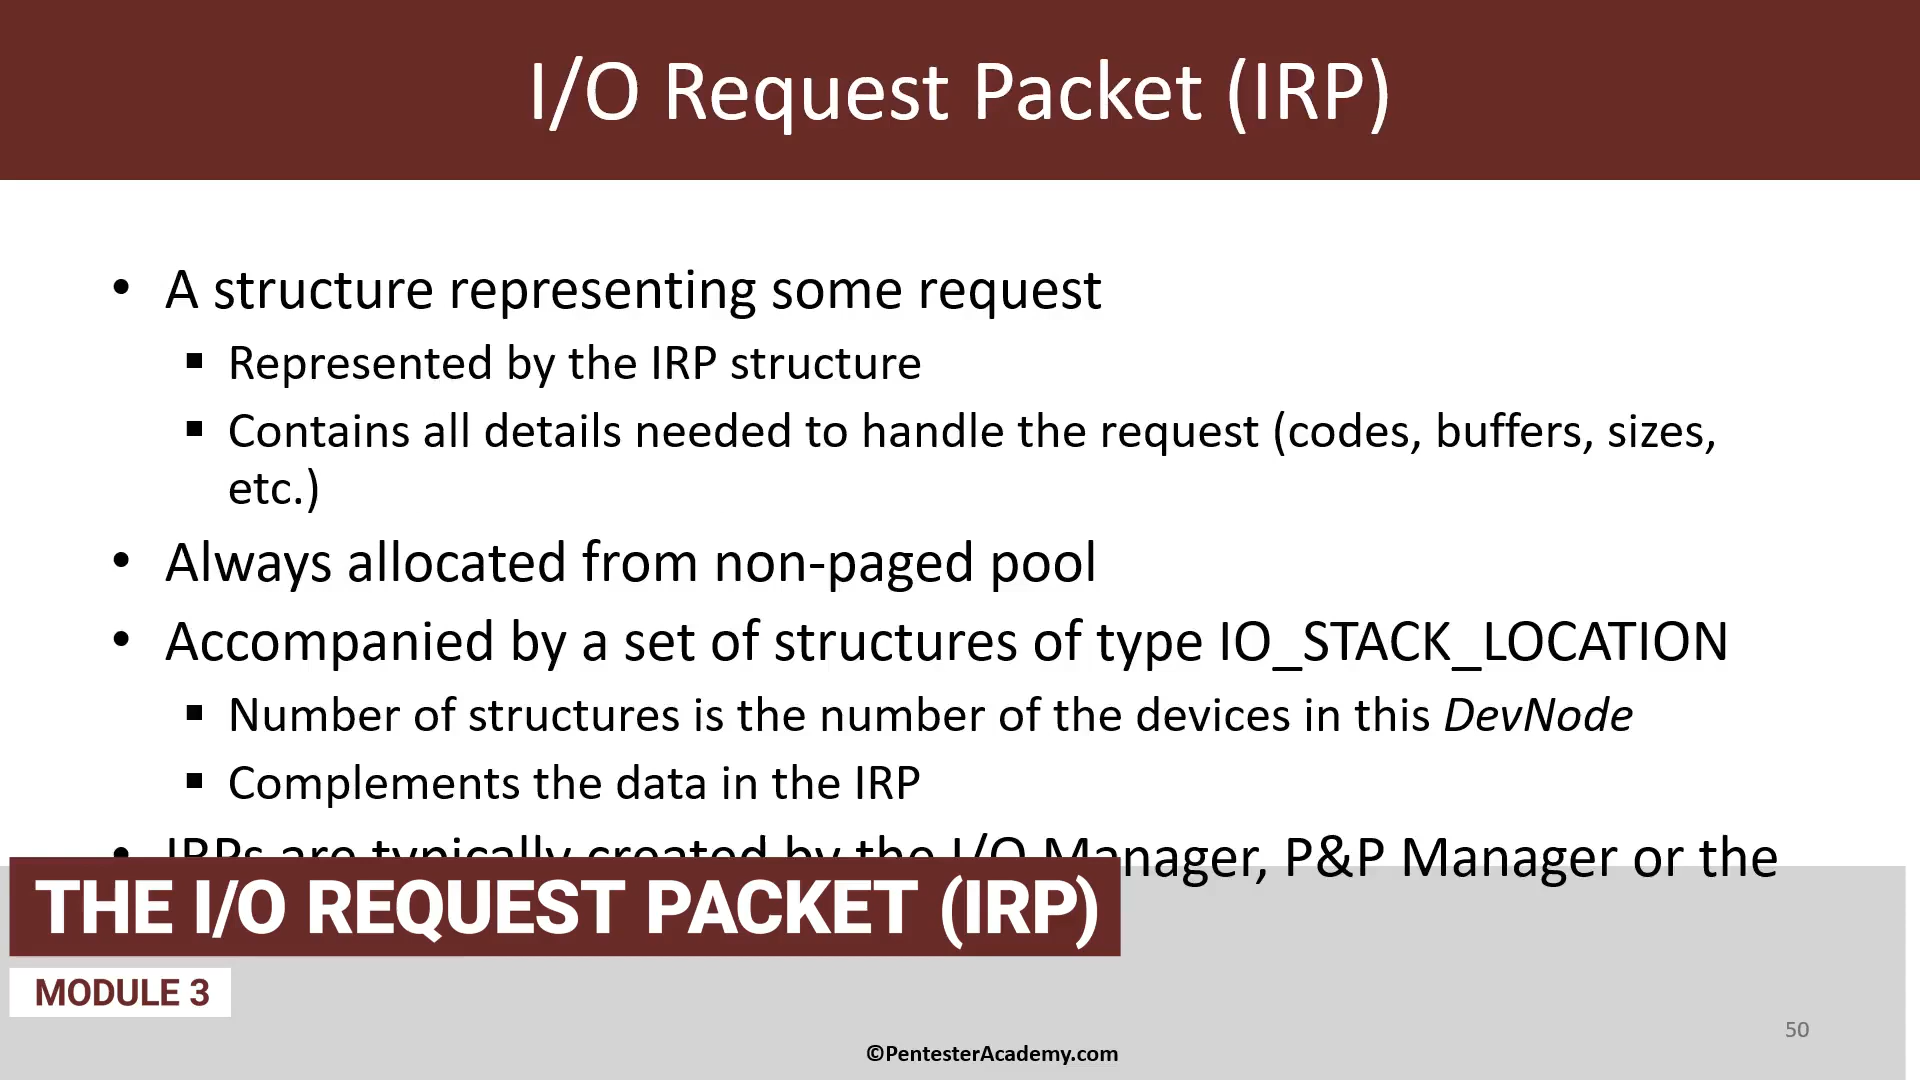 I/O Request Packet (IRP)
• A structure representing some request
▪ Represented by the IRP structure
▪ Contains all details needed to handle the request (codes, buffers, sizes,
etc.)
• Always allocated from non-paged pool
• Accompanied by a set of structures of type IO_STACK_LOCATION
▪ Number of structures is the number of the devices in this DevNode
▪ Complements the data in the IRP
• IRPs are typically created by the I/O Manager, P&P Manager or the
THE I/O REQUEST PACKET (IRP)
MODULE 3
50
©PentesterAcademy.com